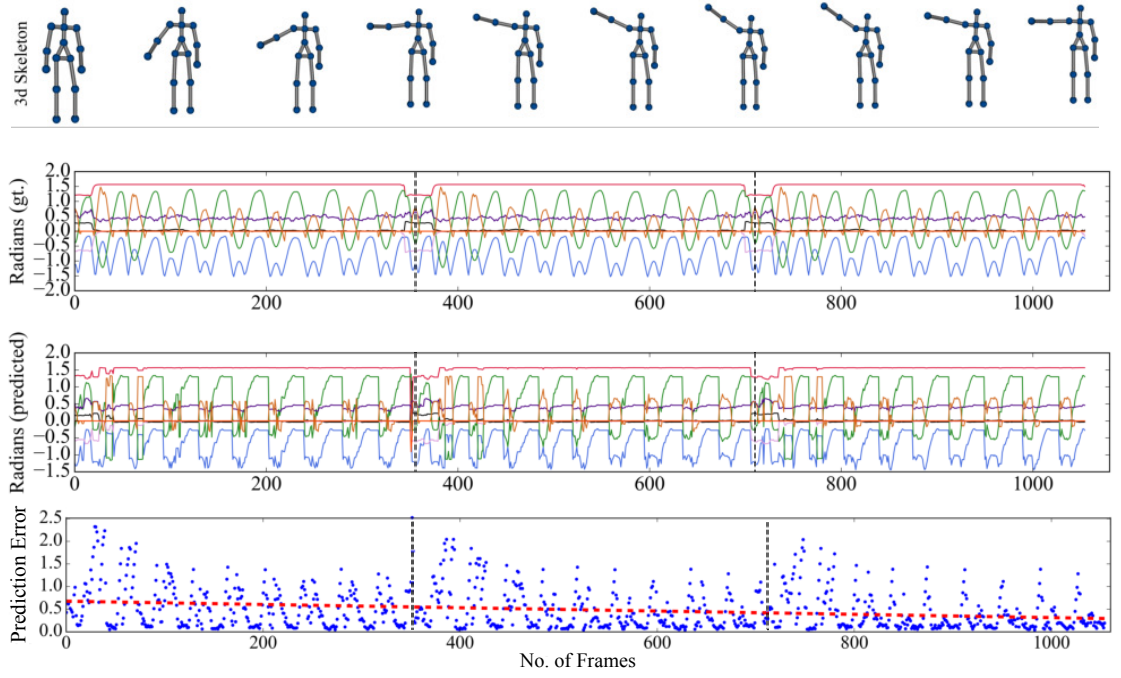 3d Skeleton
Radians (gt.)
2.0
1.5
1.0
0.5
0.0
−0.5
−1.0
−1.5
−2.0
0 200 400 600 800 1000
Radians (predicted)
2.0
1.5
1.0
0.5
0.0
−0.5
−1.0
−1.5
0 200 400 600 800 1000
Prediction Error
2.5
2.0
1.5
1.0
0.5
0.0
0 200 400 600 800 1000
No. of Frames